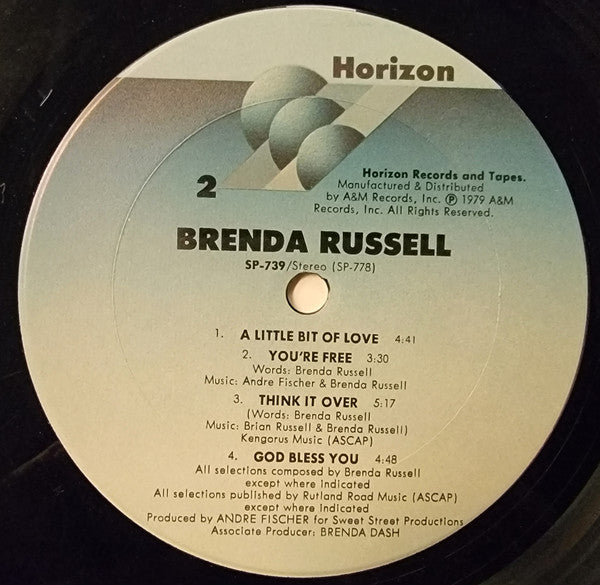 Horizon
2
Horizon Records and Tapes.
Manufactured & Distributed
by A&M Records, Inc. ℗ 1979 A&M
Records, Inc. All Rights Reserved.
BRENDA RUSSELL
SP-739/Stereo (SP-778)
1. A LITTLE BIT OF LOVE 4:41
2. YOU'RE FREE 3:30
Words: Brenda Russell
Music: Andre Fischer & Brenda Russell
3. THINK IT OVER 5:17
(Words: Brenda Russell
Music: Brian Russell & Brenda Russell)
Kengorus Music (ASCAP)
4. GOD BLESS YOU 4:48
All selections composed by Brenda Russell
except where Indicated
All selections published by Rutland Road Music (ASCAP)
except where Indicated
Produced by ANDRE FISCHER for Sweet Street Productions
Associate Producer: BRENDA DASH